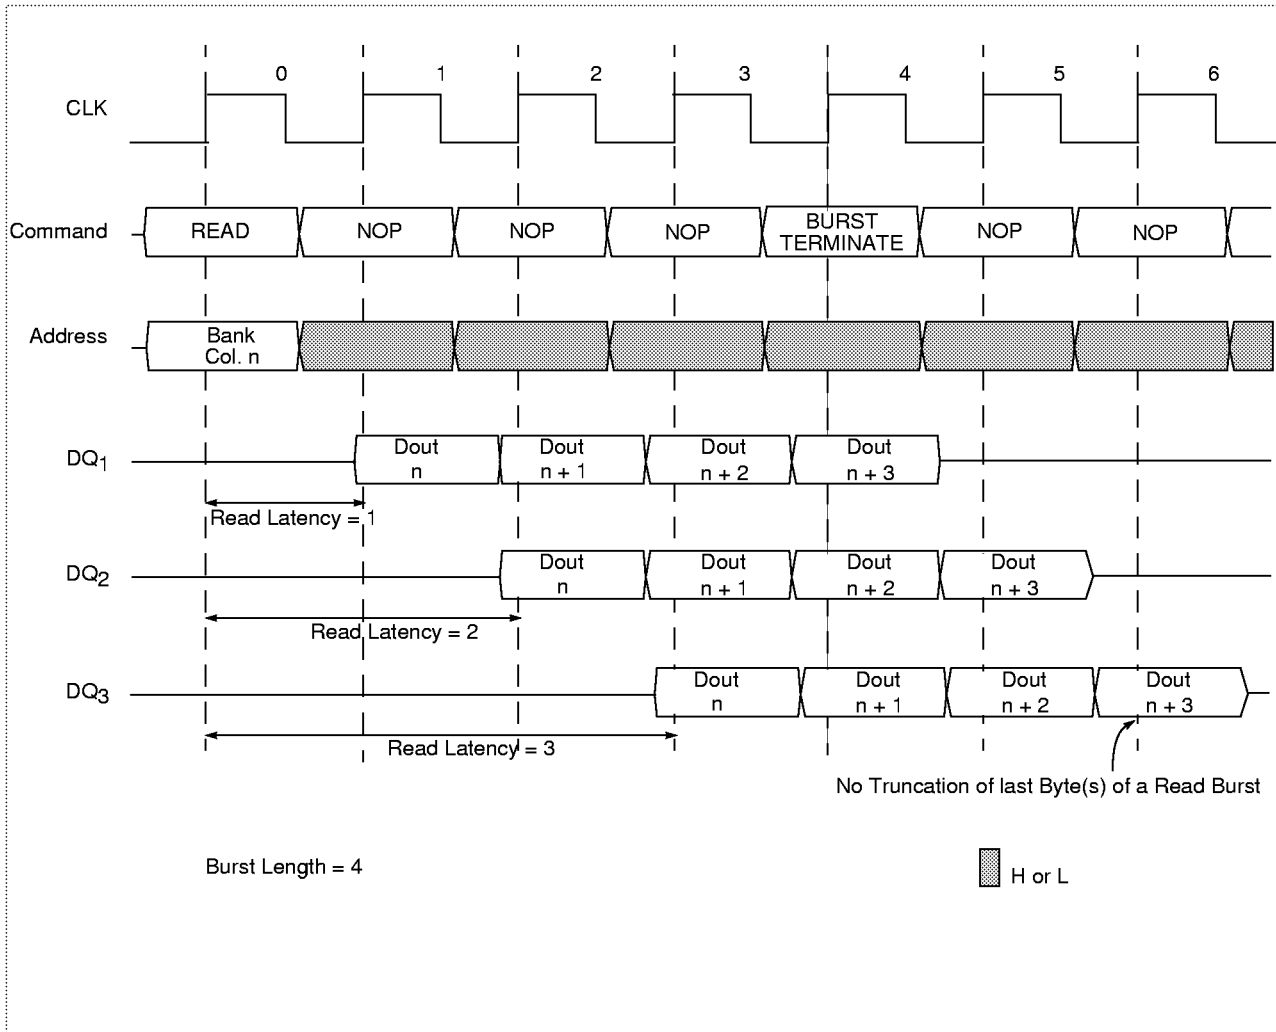 0 1 2 3 4 5 6
CLK
Command READ NOP NOP NOP BURST TERMINATE NOP NOP
Address Bank
Col. n
DQ1 Dout n Dout n + 1 Dout n + 2 Dout n + 3
Read Latency = 1
DQ2 Dout n Dout n + 1 Dout n + 2 Dout n + 3
Read Latency = 2
DQ3 Dout n Dout n + 1 Dout n + 2 Dout n + 3
Read Latency = 3
No Truncation of last Byte(s) of a Read Burst
Burst Length = 4
H or L